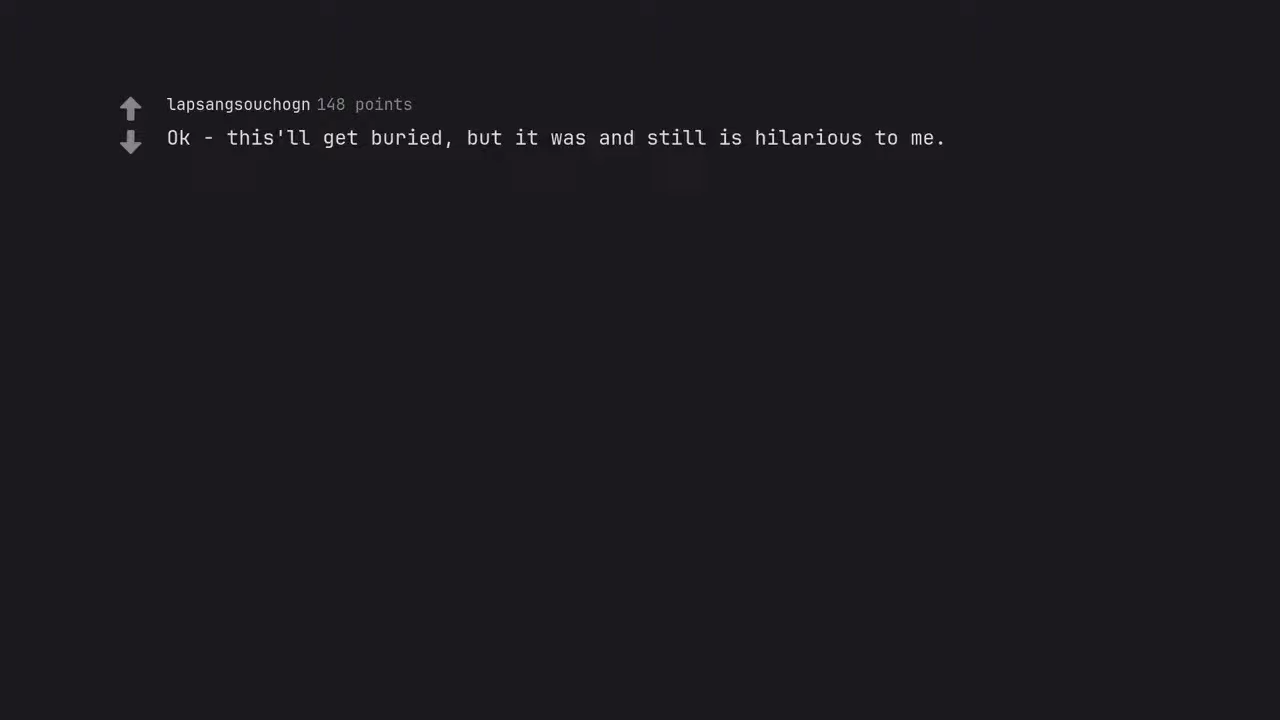 lapsangsouchogn 148 points
Ok - this'll get buried, but it was and still is hilarious to me.